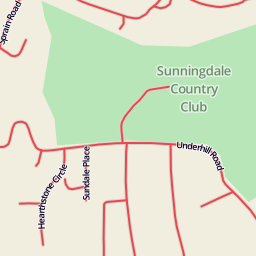 Sprain Road
Sunningdale
Country
Club
Underhill Road
Sundale Place
Hearthstone Circle